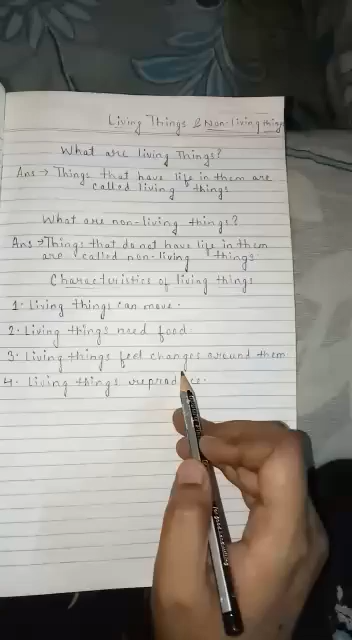 Living Things & Non-living thing
What are living Things?
Ans → Things that have life in them are
called living things
What are non-living things?
Ans → Things that do not have life in them
are called non-living things.
Characteristics of living things
1. Living things can move.
2. Living things need food.
3. Living things feel changes around them
4. Living things